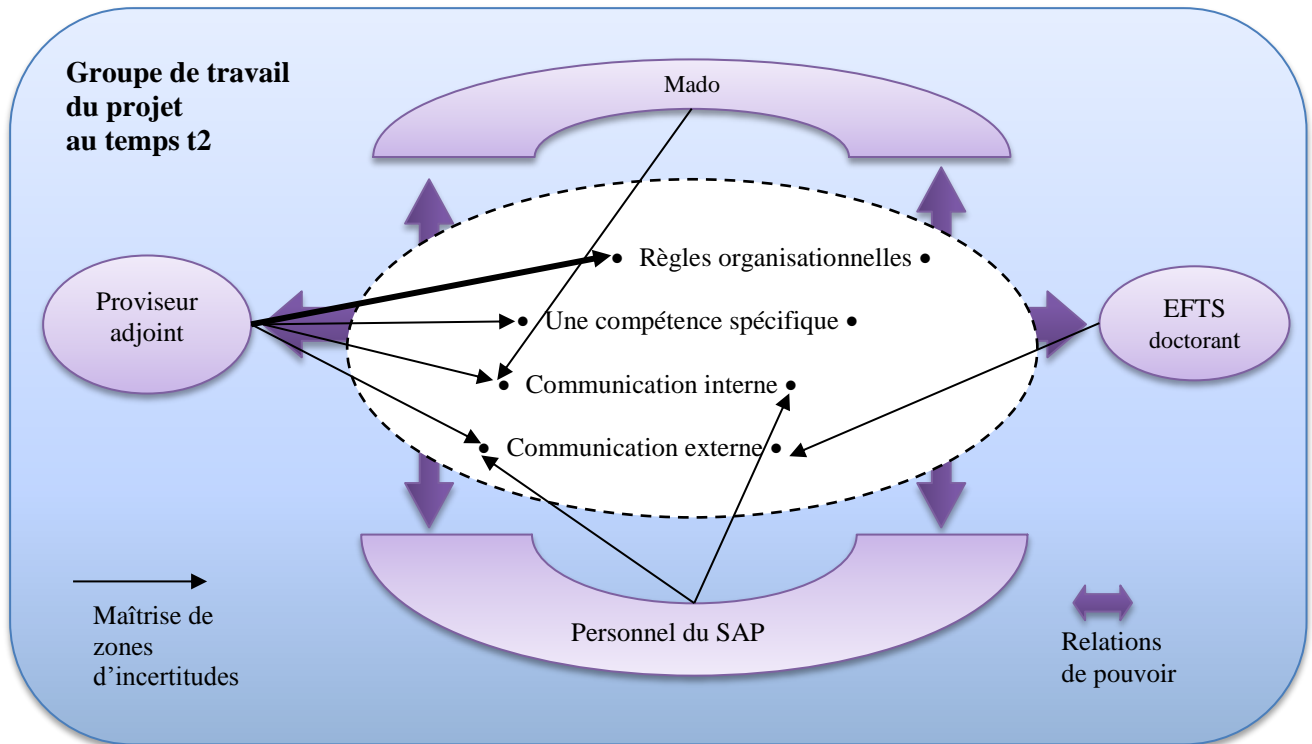 Groupe de travail
du projet
au temps t2
Mado
Proviseur
adjoint
• Règles organisationnelles •
• Une compétence spécifique •
• Communication interne •
• Communication externe •
EFTS
doctorant
Personnel du SAP
Maîtrise de
zones
d’incertitudes
Relations
de pouvoir